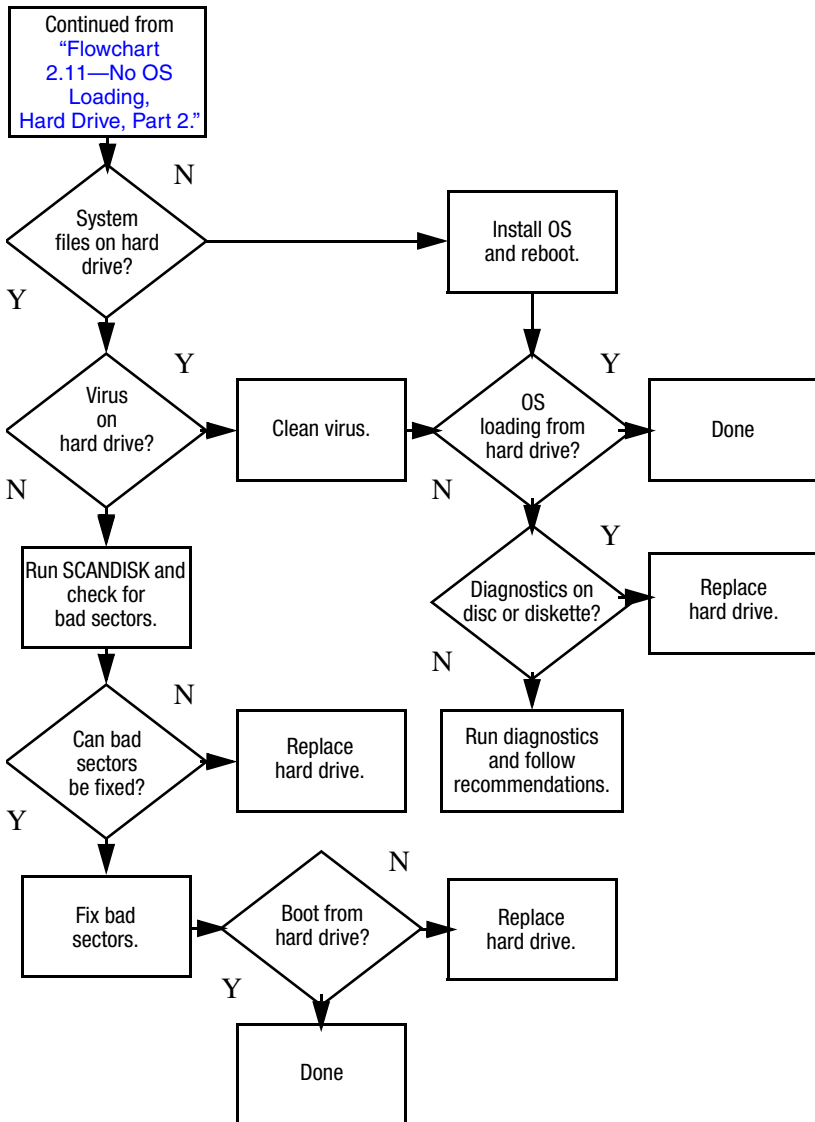 Continued from
“Flowchart
2.11—No OS
Loading,
Hard Drive, Part 2.”
N
System
files on hard
drive?
Install OS
and reboot.
Y
Y
Virus
on
hard drive?
Clean virus.
Y
OS
loading from
hard drive?
Done
N
N
Run SCANDISK and
check for
bad sectors.
Y
Diagnostics on
disc or diskette?
Replace
hard drive.
N
N
Can bad
sectors
be fixed?
Replace
hard drive.
Run diagnostics
and follow
recommendations.
Y
N
Fix bad
sectors.
Boot from
hard drive?
Replace
hard drive.
Y
Done